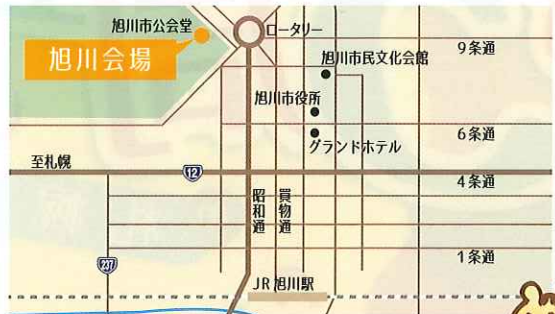 旭川市公会堂
ロータリー
旭川会場
9条通
旭川市民文化会館
旭川市役所
6条通
グランドホテル
至札幌
12
4条通
昭和通
買物通
1条通
237
JR旭川駅